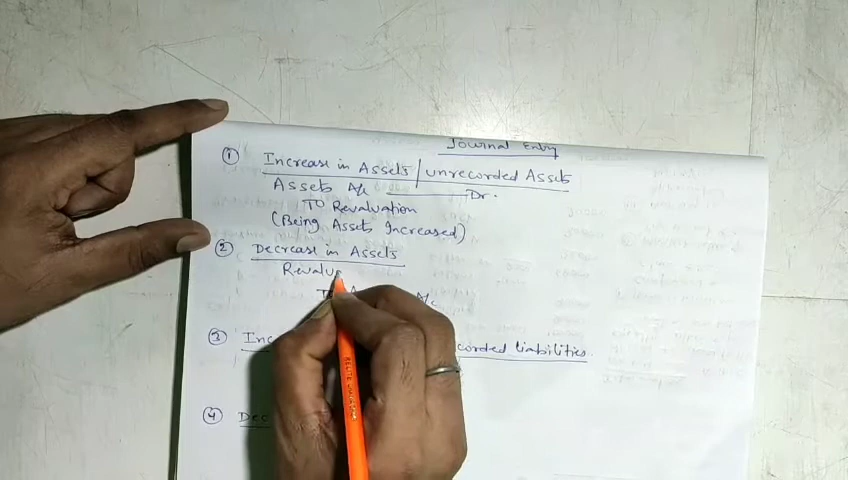 Journal Entry
① Increase in Assets / unrecorded Assets
Assets A/c Dr.
To Revaluation
(Being Assets Increased)
② Decrease in Assets
Revalu
To A/c
③ corded liabilities
④